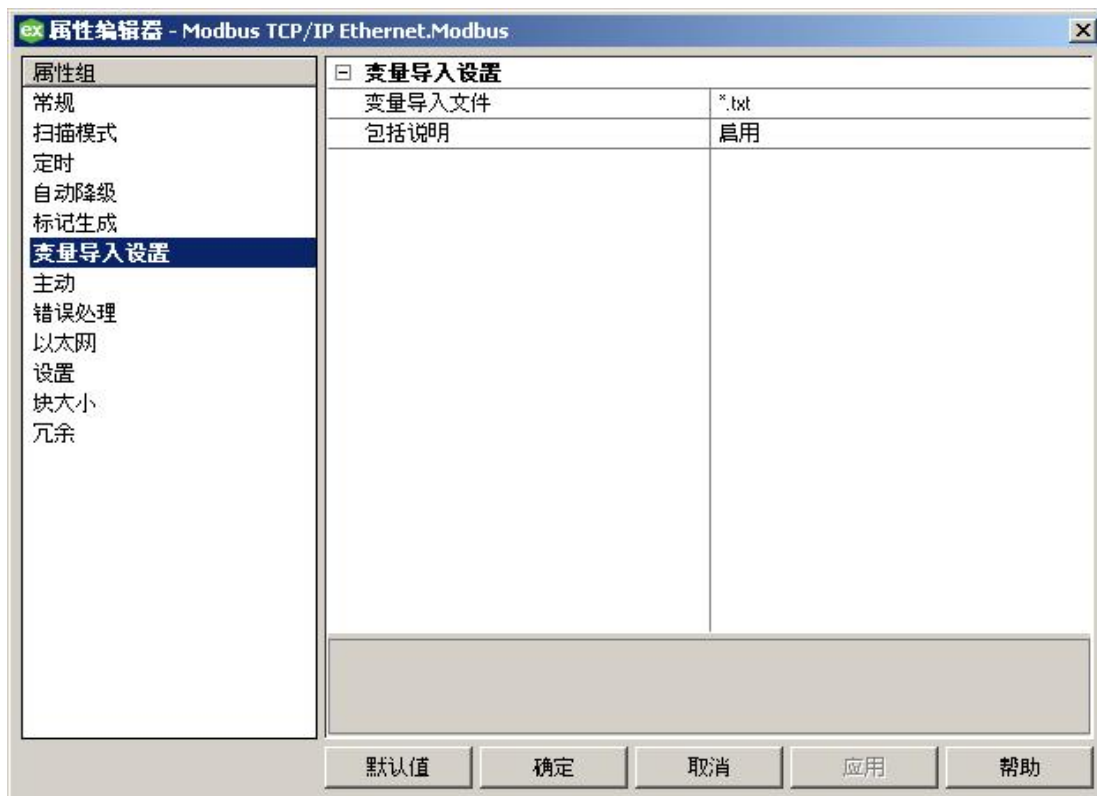 ex 属性编辑器 - Modbus TCP/IP Ethernet.Modbus
属性组
常规
扫描模式
定时
自动降级
标记生成
变量导入设置
主动
错误处理
以太网
设置
块大小
冗余
变量导入设置
变量导入文件 *.txt
包括说明 启用
默认值 确定 取消 应用 帮助